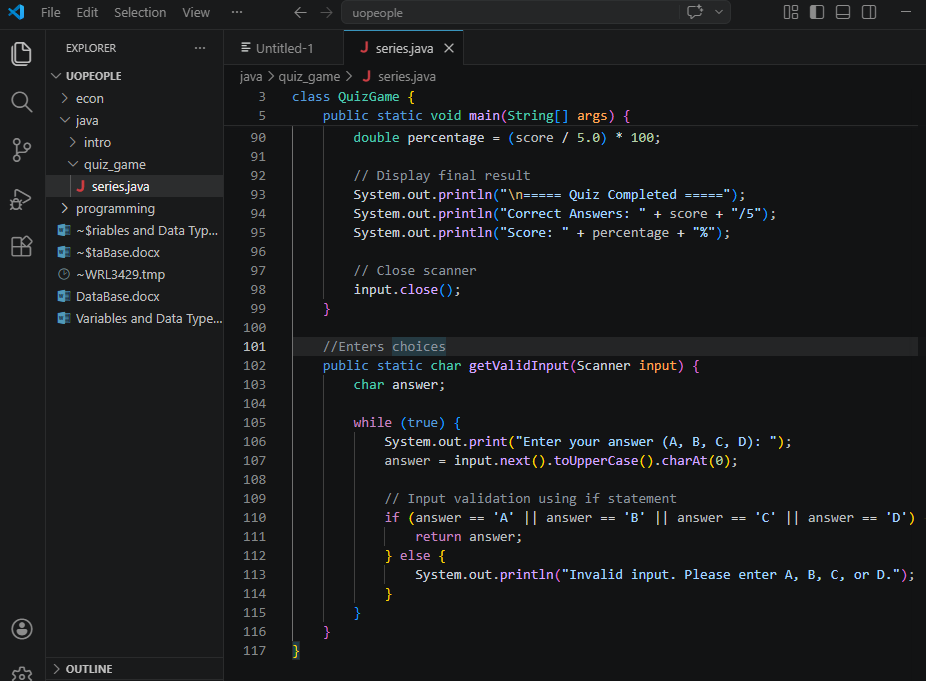 File Edit Selection View ··· uopeople
EXPLORER ···
UOPEOPLE
econ
java
intro
quiz_game
J series.java
programming
~$riables and Data Typ...
~$taBase.docx
~WRL3429.tmp
DataBase.docx
Variables and Data Type...
OUTLINE
Untitled-1 J series.java
java > quiz_game > J series.java
3 class QuizGame {
5 public static void main(String[] args) {
90 double percentage = (score / 5.0) * 100;
91
92 // Display final result
93 System.out.println("\n===== Quiz Completed =====");
94 System.out.println("Correct Answers: " + score + "/5");
95 System.out.println("Score: " + percentage + "%");
96
97 // Close scanner
98 input.close();
99 }
100
101 //Enters choices
102 public static char getValidInput(Scanner input) {
103 char answer;
104
105 while (true) {
106 System.out.print("Enter your answer (A, B, C, D): ");
107 answer = input.next().toUpperCase().charAt(0);
108
109 // Input validation using if statement
110 if (answer == 'A' || answer == 'B' || answer == 'C' || answer == 'D')
111 return answer;
112 } else {
113 System.out.println("Invalid input. Please enter A, B, C, or D.");
114 }
115 }
116 }
117 }